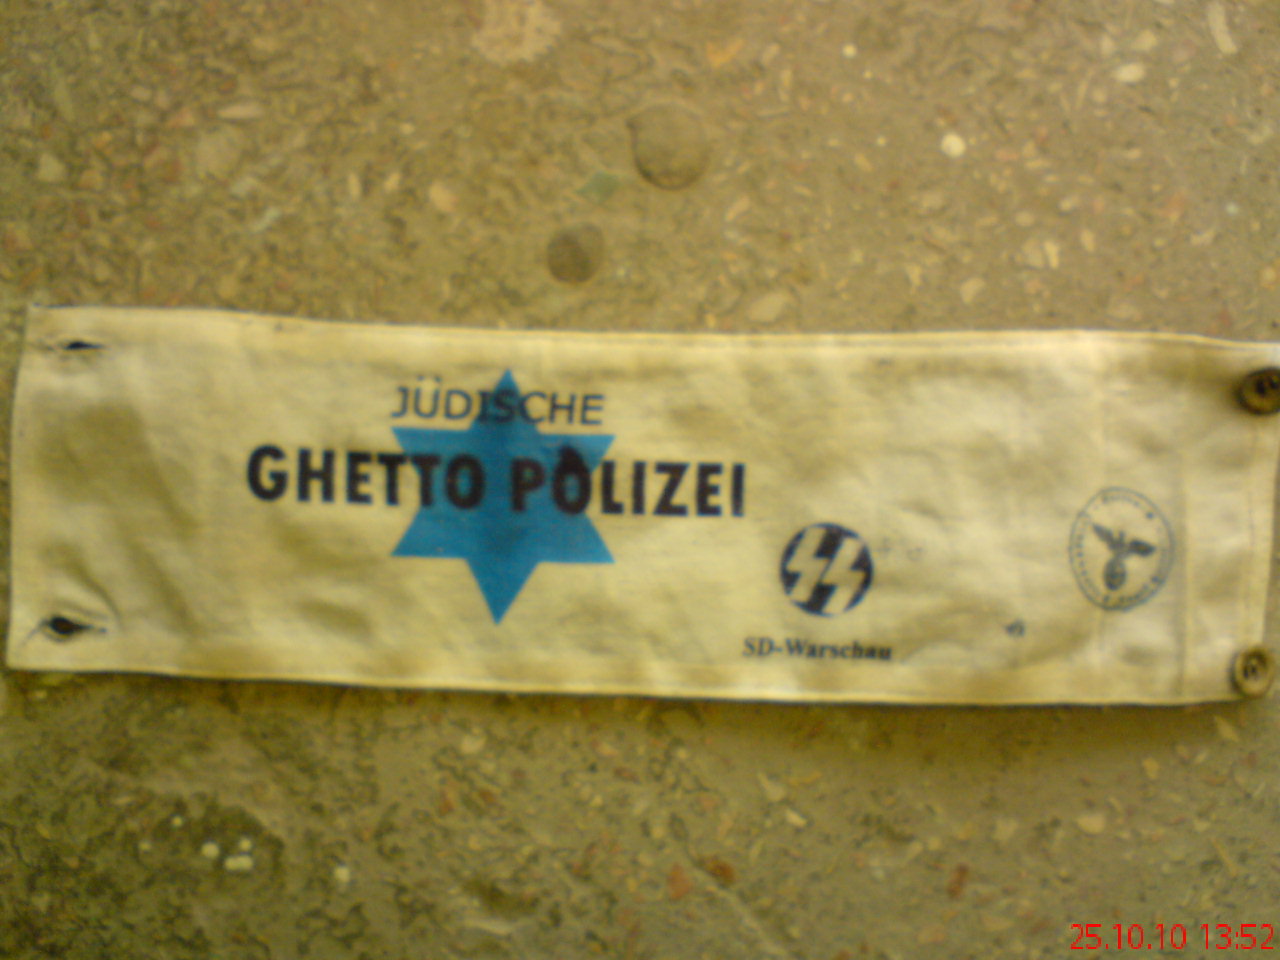 JÜDISCHE
GHETTO POLIZEI
SD-Warschau
25.10.10 13:52